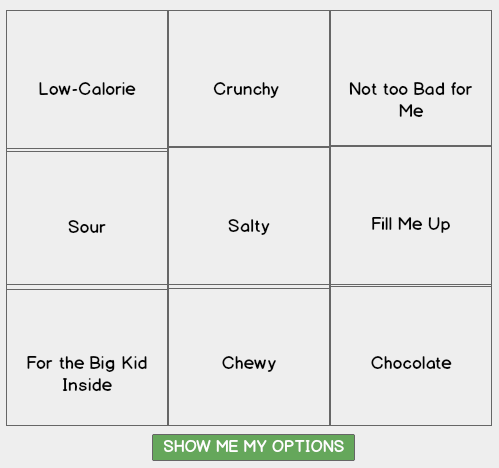 Low-Calorie
Crunchy
Not too Bad for
Me
Sour
Salty
Fill Me Up
For the Big Kid
Inside
Chewy
Chocolate
SHOW ME MY OPTIONS